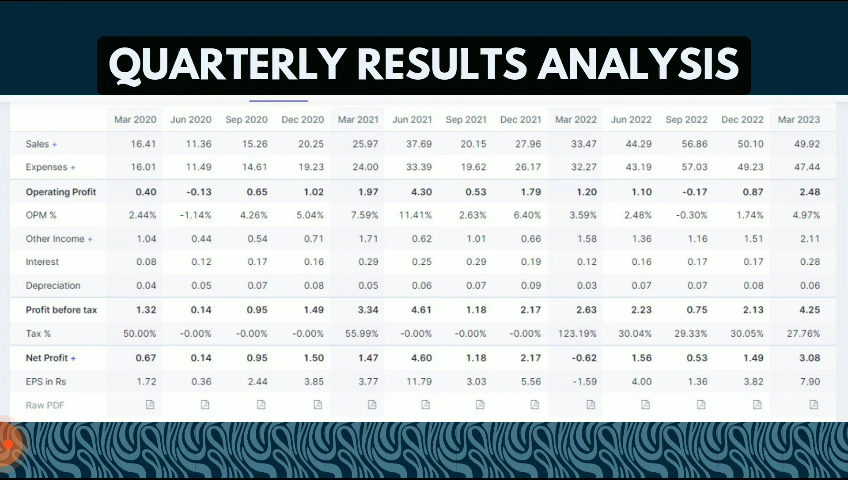 QUARTERLY RESULTS ANALYSIS
Mar 2020 Jun 2020 Sep 2020 Dec 2020 Mar 2021 Jun 2021 Sep 2021 Dec 2021 Mar 2022 Jun 2022 Sep 2022 Dec 2022 Mar 2023
Sales + 16.41 11.36 15.26 20.25 25.97 37.69 20.15 27.96 33.47 44.29 56.86 50.10 49.92
Expenses + 16.01 11.49 14.61 19.23 24.00 33.39 19.62 26.17 32.27 43.19 57.03 49.23 47.44
Operating Profit 0.40 -0.13 0.65 1.02 1.97 4.30 0.53 1.79 1.20 1.10 -0.17 0.87 2.48
OPM % 2.44% -1.14% 4.26% 5.04% 7.59% 11.41% 2.63% 6.40% 3.59% 2.48% -0.30% 1.74% 4.97%
Other Income + 1.04 0.44 0.54 0.71 1.71 0.62 1.01 0.66 1.58 1.36 1.16 1.51 2.11
Interest 0.08 0.12 0.17 0.16 0.29 0.25 0.29 0.19 0.12 0.16 0.17 0.17 0.28
Depreciation 0.04 0.05 0.07 0.08 0.05 0.06 0.07 0.09 0.03 0.07 0.07 0.08 0.06
Profit before tax 1.32 0.14 0.95 1.49 3.34 4.61 1.18 2.17 2.63 2.23 0.75 2.13 4.25
Tax % 50.00% -0.00% -0.00% -0.00% 55.99% -0.00% -0.00% -0.00% 123.19% 30.04% 29.33% 30.05% 27.76%
Net Profit + 0.67 0.14 0.95 1.50 1.47 4.60 1.18 2.17 -0.62 1.56 0.53 1.49 3.08
EPS in Rs 1.72 0.36 2.44 3.85 3.77 11.79 3.03 5.56 -1.59 4.00 1.36 3.82 7.90
Raw PDF